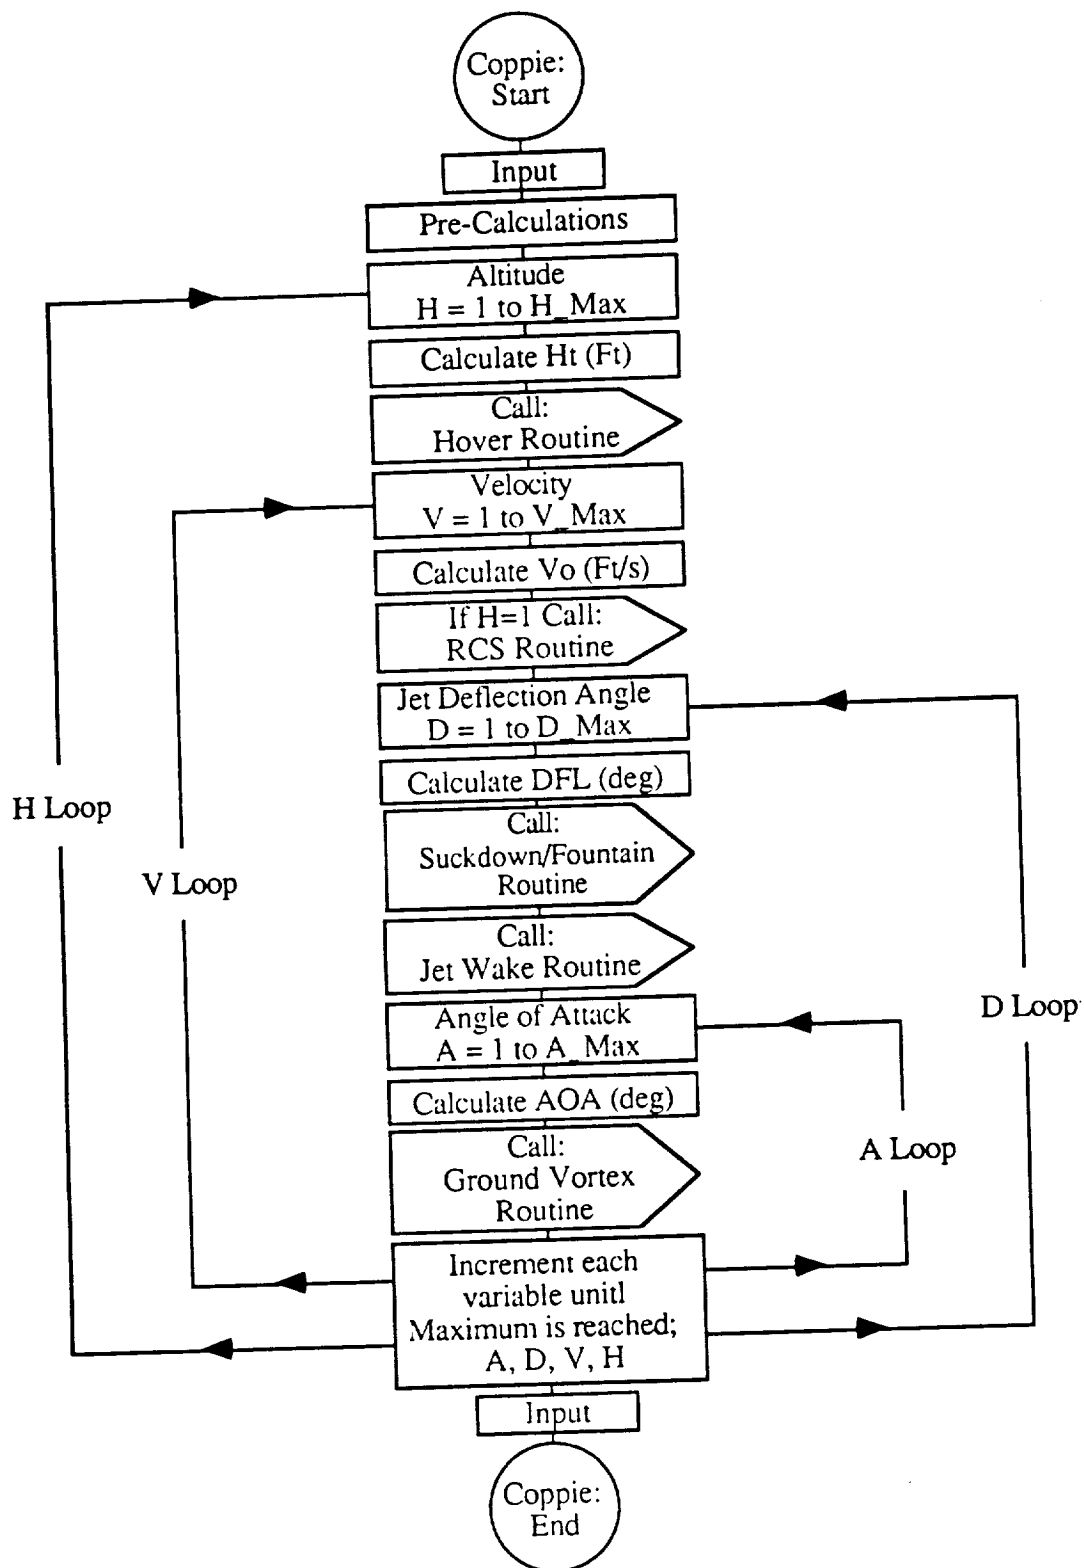 Coppie:
Start
Input
Pre-Calculations
Altitude
H = 1 to H_Max
Calculate Ht (Ft)
Call:
Hover Routine
Velocity
V = 1 to V_Max
Calculate Vo (Ft/s)
If H=1 Call:
RCS Routine
Jet Deflection Angle
D = 1 to D_Max
Calculate DFL (deg)
H Loop
Call:
Suckdown/Fountain
Routine
V Loop
Call:
Jet Wake Routine
Angle of Attack
A = 1 to A_Max
D Loop
Calculate AOA (deg)
Call:
Ground Vortex
Routine
A Loop
Increment each
variable unitl
Maximum is reached;
A, D, V, H
Input
Coppie:
End